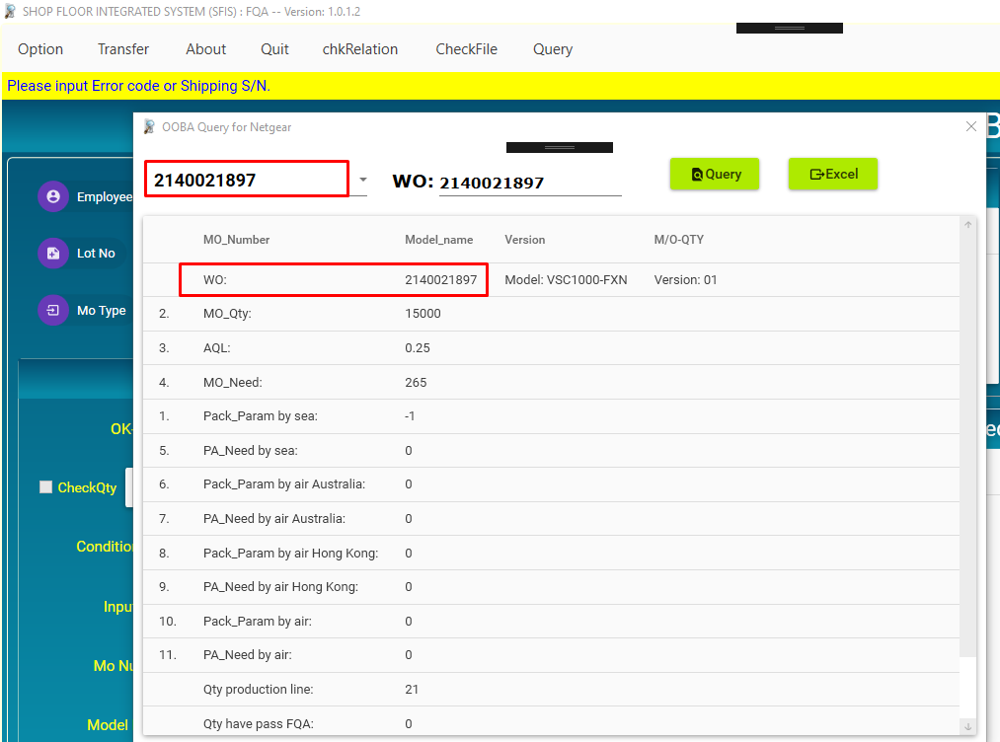 SHOP FLOOR INTEGRATED SYSTEM (SFIS) : FQA -- Version: 1.0.1.2
Option Transfer About Quit chkRelation CheckFile Query
Please input Error code or Shipping S/N.
OOBA Query for Netgear
2140021897 WO: 2140021897 Query Excel
Employee
Lot No
Mo Type
OK-
CheckQty
Condition
Input
Mo Nu
Model
MO_Number Model_name Version M/O-QTY
WO: 2140021897 Model: VSC1000-FXN Version: 01
2. MO_Qty: 15000
3. AQL: 0.25
4. MO_Need: 265
1. Pack_Param by sea: -1
5. PA_Need by sea: 0
6. Pack_Param by air Australia: 0
7. PA_Need by air Australia: 0
8. Pack_Param by air Hong Kong: 0
9. PA_Need by air Hong Kong: 0
10. Pack_Param by air: 0
11. PA_Need by air: 0
Qty production line: 21
Qty have pass FQA: 0